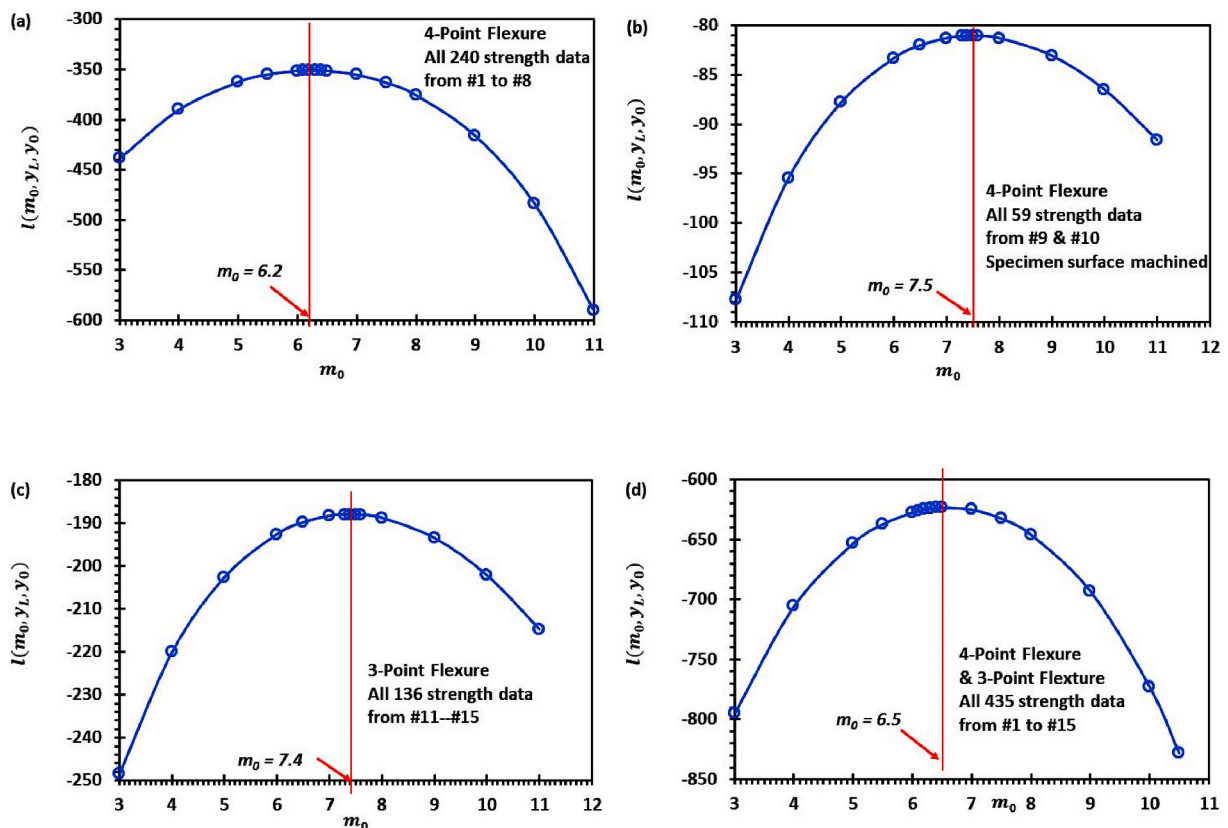 (a)
4-Point Flexure
All 240 strength data
from #1 to #8
-300
-350
-400
-450
-500
-550
-600
l(m₀, y_L, y₀)
m₀ = 6.2
3 4 5 6 7 8 9 10 11
m₀
(b)
-80
-85
-90
-95
-100
-105
-110
l(m₀, y_L, y₀)
4-Point Flexure
All 59 strength data
from #9 & #10
Specimen surface machined
m₀ = 7.5
3 4 5 6 7 8 9 10 11 12
m₀
(c)
-180
-190
-200
-210
-220
-230
-240
-250
l(m₀, y_L, y₀)
3-Point Flexure
All 136 strength data
from #11--#15
m₀ = 7.4
3 4 5 6 7 8 9 10 11 12
m₀
(d)
-600
-650
-700
-750
-800
-850
l(m₀, y_L, y₀)
4-Point Flexure
& 3-Point Flexture
All 435 strength data
from #1 to #15
m₀ = 6.5
3 4 5 6 7 8 9 10 11
m₀